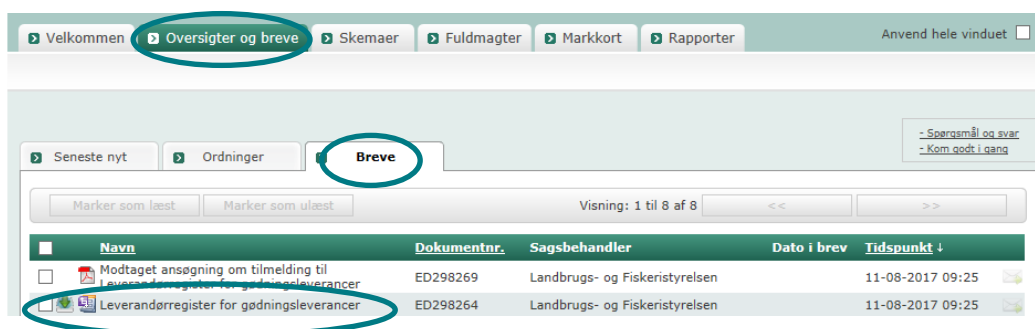 Velkommen Oversigter og breve Skemaer Fuldmagter Markkort Rapporter Anvend hele vinduet
- Spørgsmål og svar
- Kom godt i gang
Seneste nyt Ordninger Breve
Marker som læst Marker som ulæst Visning: 1 til 8 af 8 << >>
Navn Dokumentnr. Sagsbehandler Dato i brev Tidspunkt ↓
Modtaget ansøgning om tilmelding til
Leverandørregister for gødningsleverancer ED298269 Landbrugs- og Fiskeristyrelsen 11-08-2017 09:25
Leverandørregister for gødningsleverancer ED298264 Landbrugs- og Fiskeristyrelsen 11-08-2017 09:25